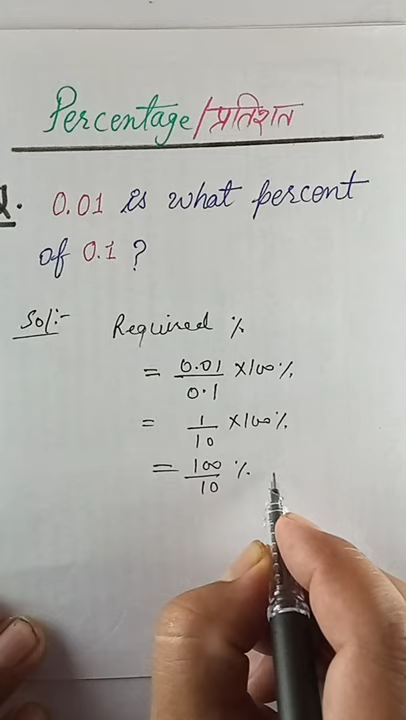 Percentage/प्रतिशत
Q. 0.01 is what percent
of 0.1 ?
Sol:- Required %
= 0.01/0.1 ×100%
= 1/10 ×100%
= 100/10 %